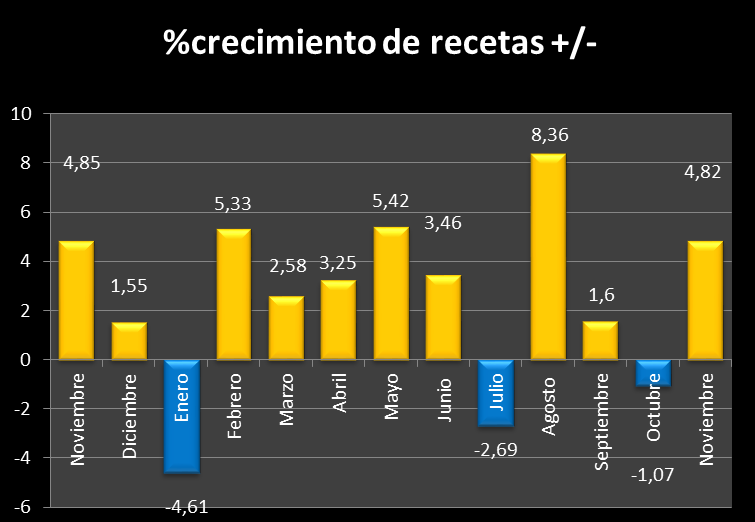 %crecimiento de recetas +/-
10
8
6
4
2
0
-2
-4
-6
4,85
1,55
-4,61
5,33
2,58
3,25
5,42
3,46
-2,69
8,36
1,6
-1,07
4,82
Noviembre
Diciembre
Enero
Febrero
Marzo
Abril
Mayo
Junio
Julio
Agosto
Septiembre
Octubre
Noviembre